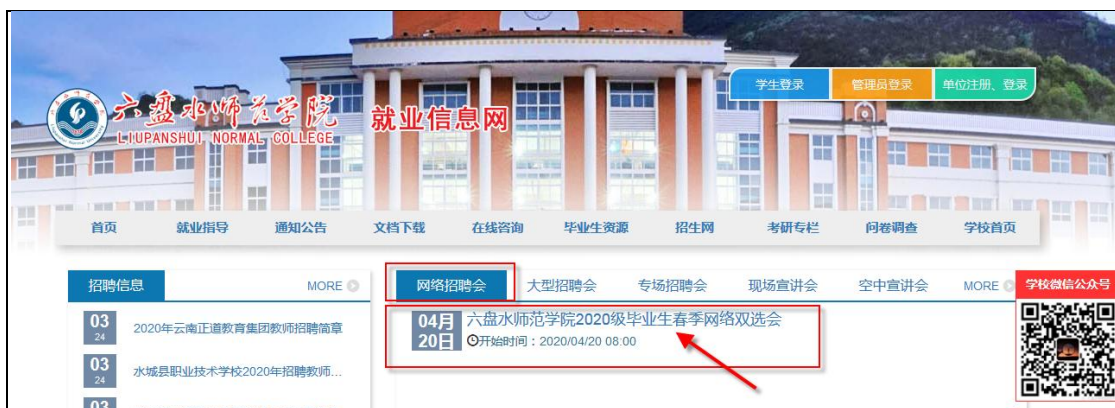 学生登录 管理员登录 单位注册、登录
六盘水师范学院 就业信息网
LIUPANSHUI NORMAL COLLEGE
首页 就业指导 通知公告 文档下载 在线咨询 毕业生资源 招生网 考研专栏 问卷调查 学校首页
招聘信息 MORE
03
24
2020年云南正道教育集团教师招聘简章
03
24
水城县职业技术学校2020年招聘教师...
03
网络招聘会 大型招聘会 专场招聘会 现场宣讲会 空中宣讲会 MORE
04月
20日
六盘水师范学院2020级毕业生春季网络双选会
开始时间：2020/04/20 08:00
学校微信公众号